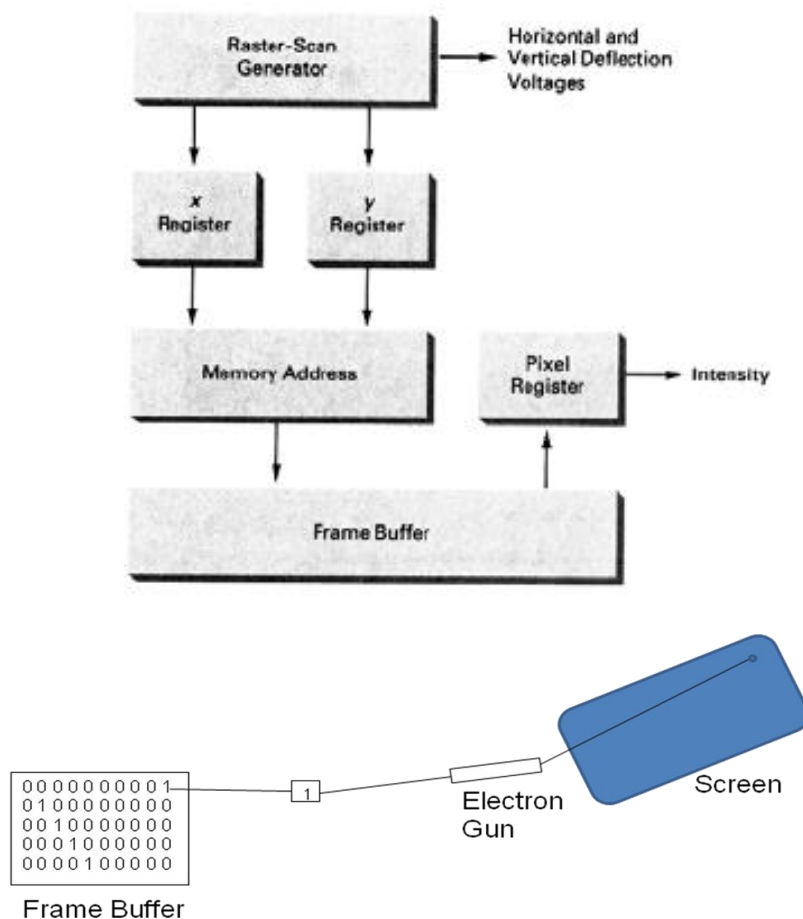 Raster-Scan
Generator
Horizontal and
Vertical Deflection
Voltages
x
Register
y
Register
Memory Address
Pixel
Register
Intensity
Frame Buffer
0 0 0 0 0 0 0 0 0 1
0 1 0 0 0 0 0 0 0 0
0 0 1 0 0 0 0 0 0 0
0 0 0 1 0 0 0 0 0 0
0 0 0 0 1 0 0 0 0 0
1
Electron
Gun
Screen
Frame Buffer